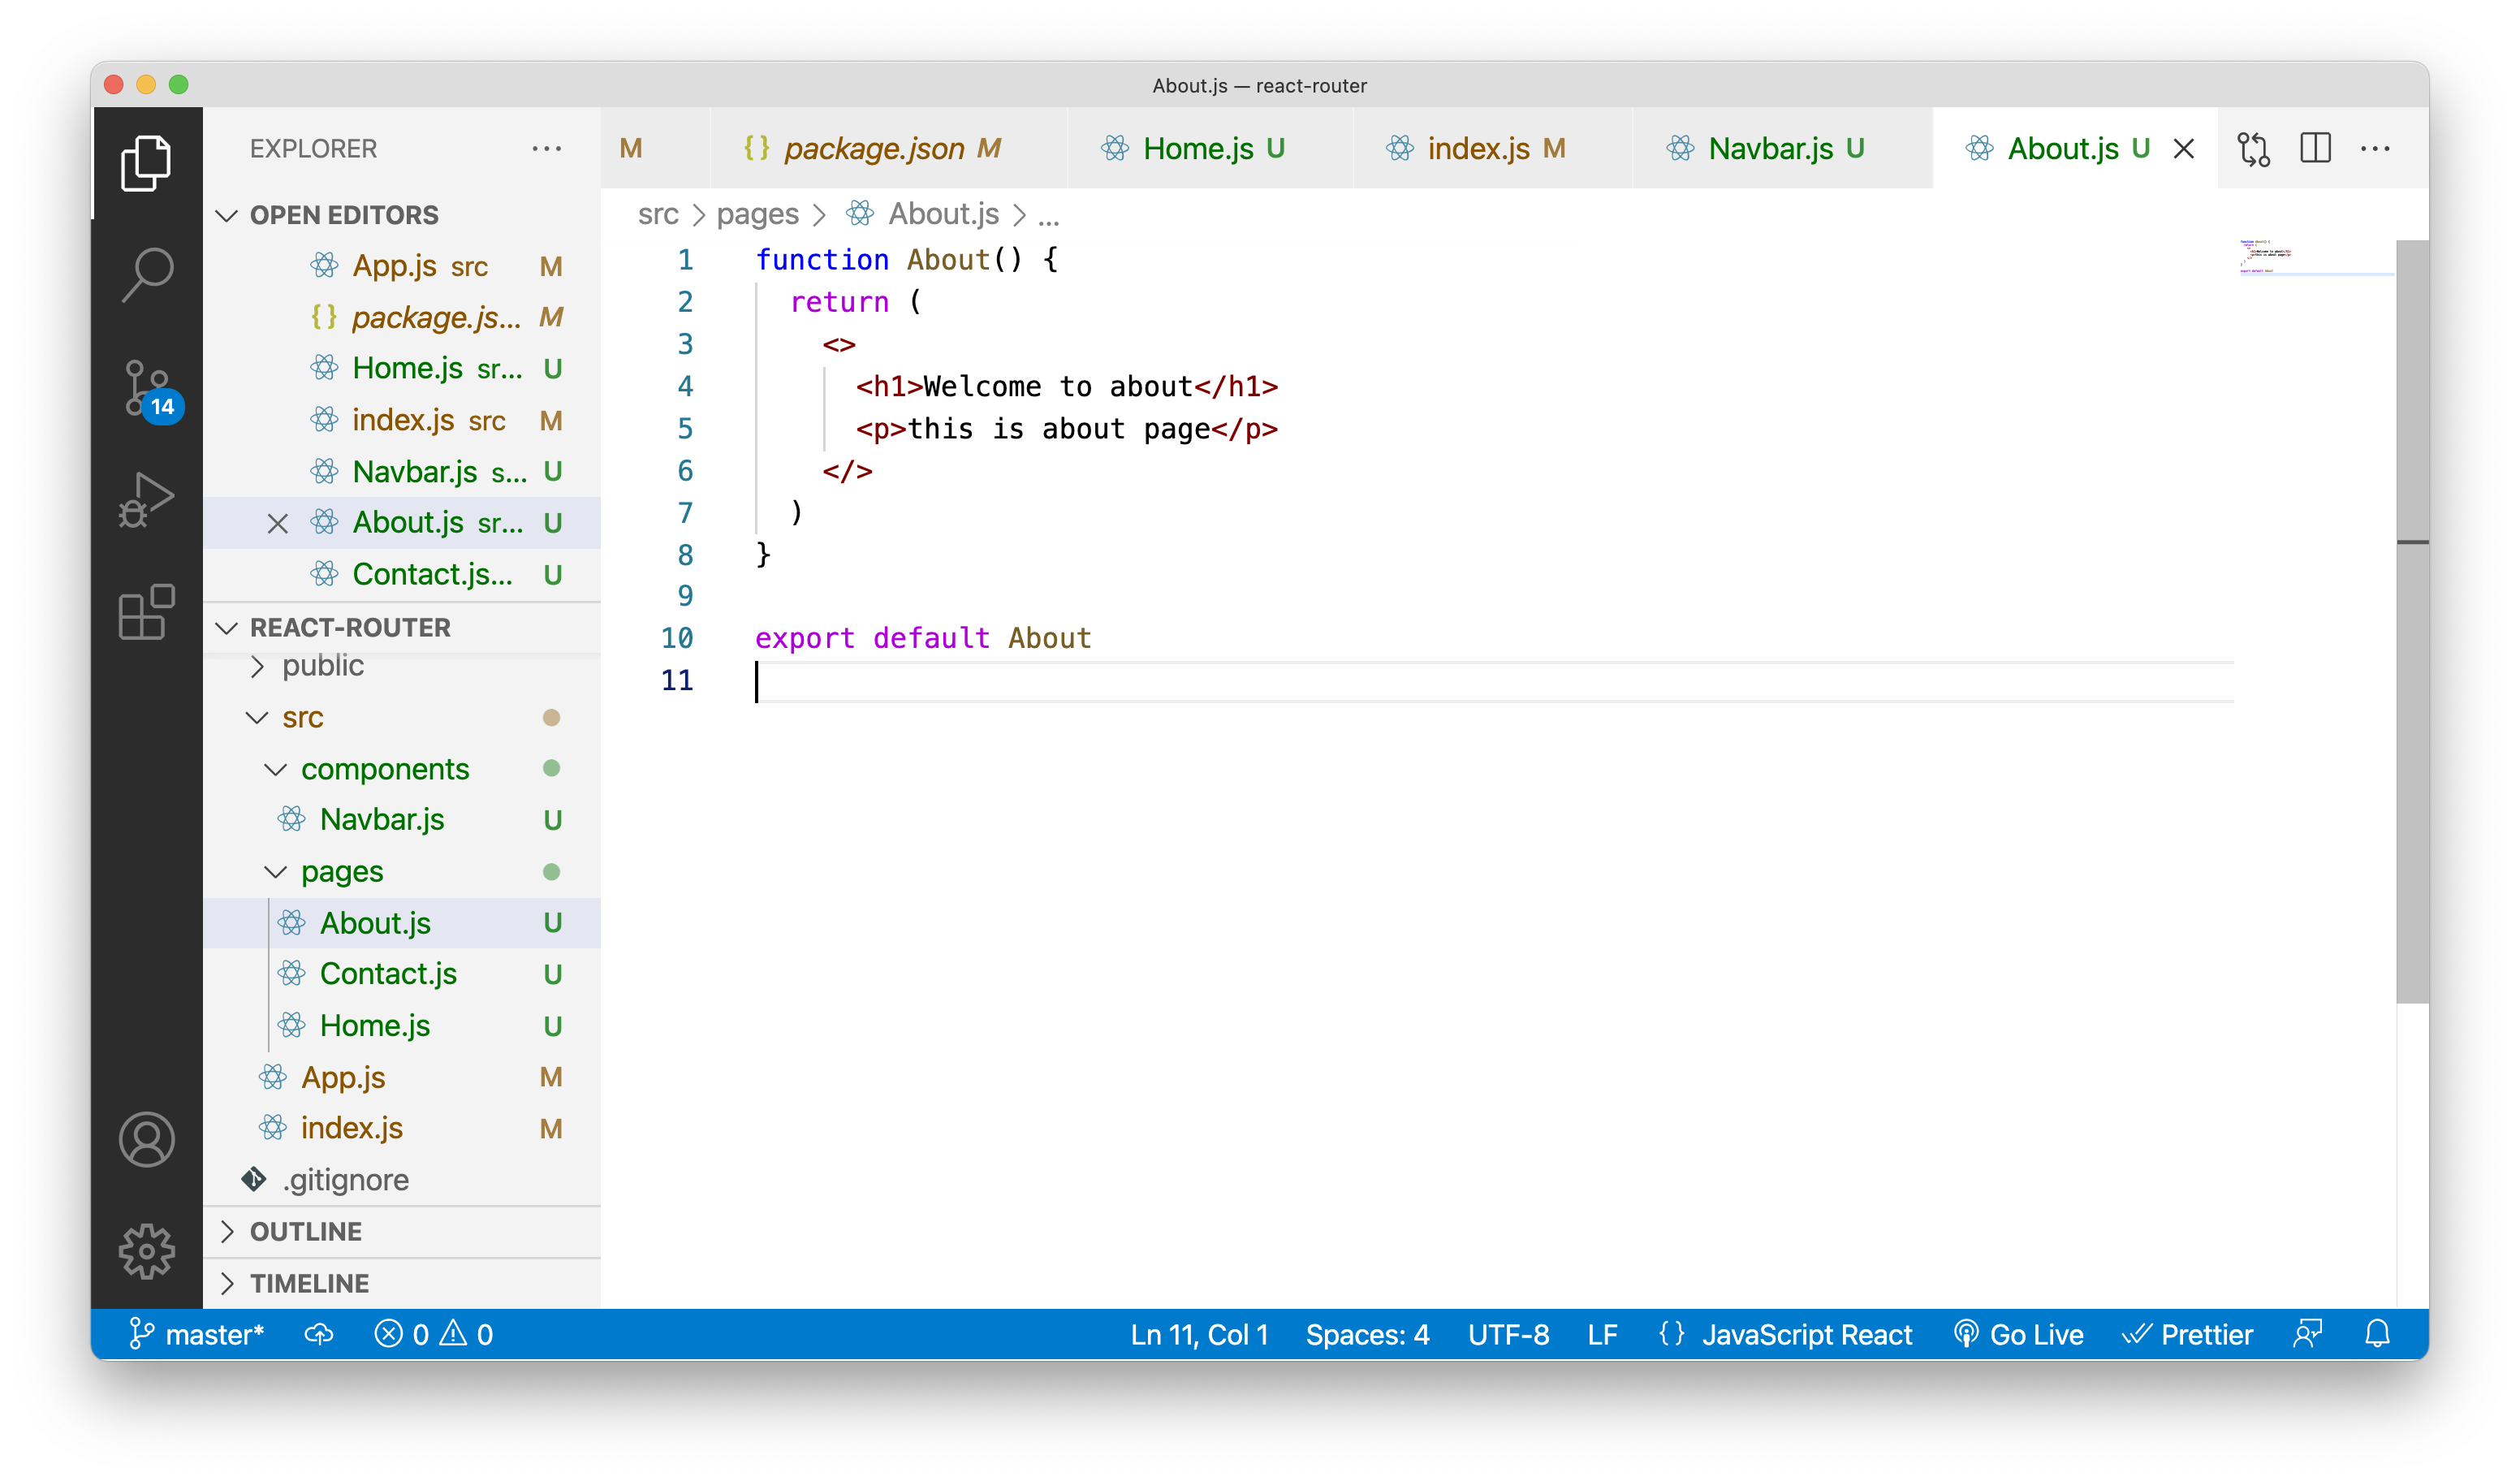 About.js — react-router
EXPLORER
M
package.json M
Home.js U
index.js M
Navbar.js U
About.js U
OPEN EDITORS
App.js src M
package.js... M
Home.js sr... U
index.js src M
Navbar.js s... U
About.js sr... U
Contact.js... U
REACT-ROUTER
public
src
components
Navbar.js U
pages
About.js U
Contact.js U
Home.js U
App.js M
index.js M
.gitignore
OUTLINE
TIMELINE
14
src > pages > About.js > ...
1 function About() {
2 return (
3 <>
4 <h1>Welcome to about</h1>
5 <p>this is about page</p>
6 </>
7 )
8 }
9
10 export default About
11
master* 0 0 Ln 11, Col 1 Spaces: 4 UTF-8 LF {} JavaScript React Go Live Prettier